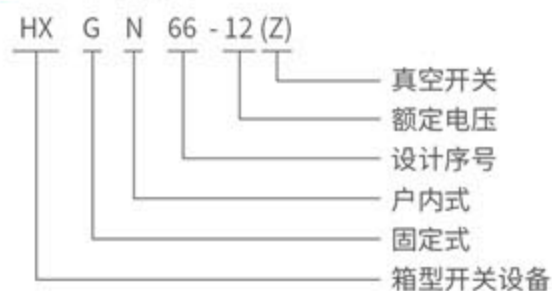 HX G N 66 - 12 (Z)
真空开关
额定电压
设计序号
户内式
固定式
箱型开关设备